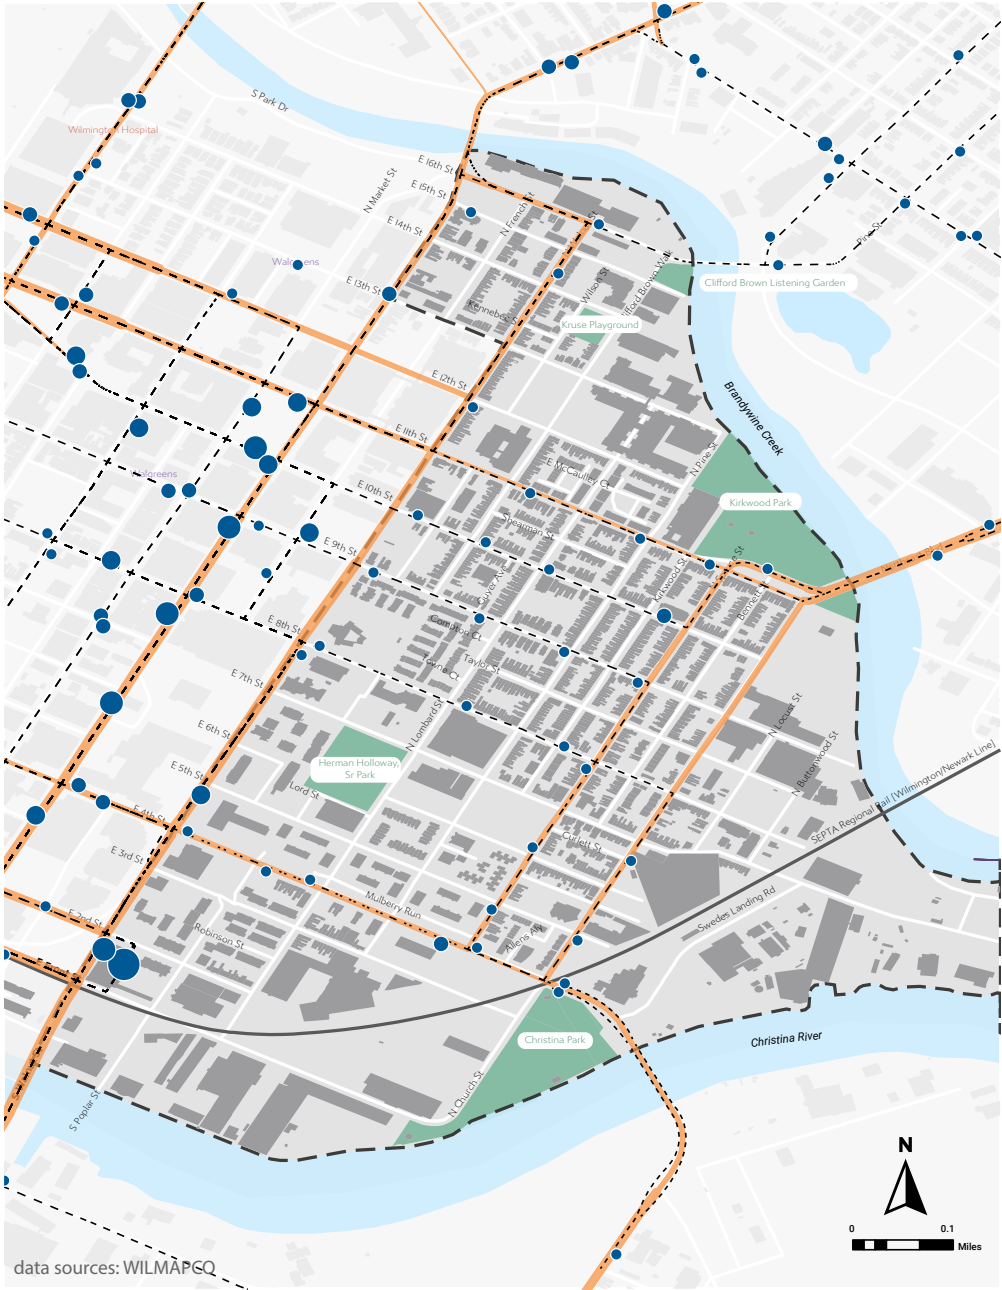 S Park Dr
Wilmington Hospital
E 16th St
E 15th St
N Market St
N French St
E 14th St
Pine St
Walgreens
E 13th St
Wilson St
Clifford Brown Walk
Clifford Brown Listening Garden
Kennebec St
Kruse Playground
E 12th St
Brandywine Creek
E 11th St
N Pine St
E McCaulley Ct
Walgreens
E 10th St
Kirkwood Park
Shearman St
E 9th St
Kirkwood St
Bennett
E 8th St
Compton Ct
Taylor St
Towne Ct
E 7th St
N Lombard St
N Locust St
E 6th St
N Buttonwood St
Herman Holloway,
Sr Park
E 5th St
Lord St
SEPTA Regional Rail [Wilmington/Newark Line]
E 4th St
Curlett St
E 3rd St
Mulberry Run
Swedes Landing Rd
E 2nd St
Robinson St
Allens Aly
Christina Park
Christina River
N Church St
S Poplar St
N
0 0.1
Miles
data sources: WILMAPCO